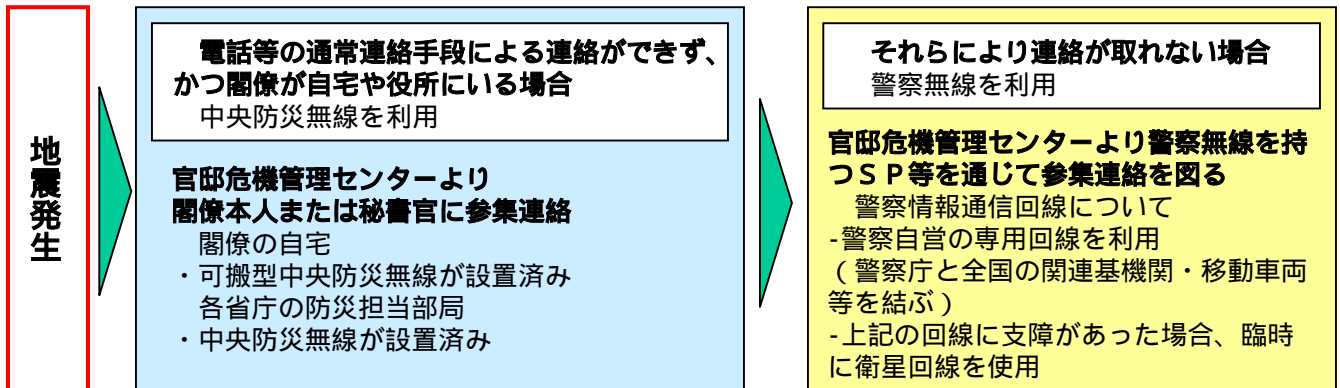 地震発生
電話等の通常連絡手段による連絡ができず、
かつ閣僚が自宅や役所にいる場合
中央防災無線を利用
官邸危機管理センターより
閣僚本人または秘書官に参集連絡
閣僚の自宅
・可搬型中央防災無線が設置済み
各省庁の防災担当部局
・中央防災無線が設置済み
それらにより連絡が取れない場合
警察無線を利用
官邸危機管理センターより警察無線を持
つＳＰ等を通じて参集連絡を図る
警察情報通信回線について
-警察自営の専用回線を利用
（警察庁と全国の関連基機関・移動車両
等を結ぶ）
-上記の回線に支障があった場合、臨時
に衛星回線を使用